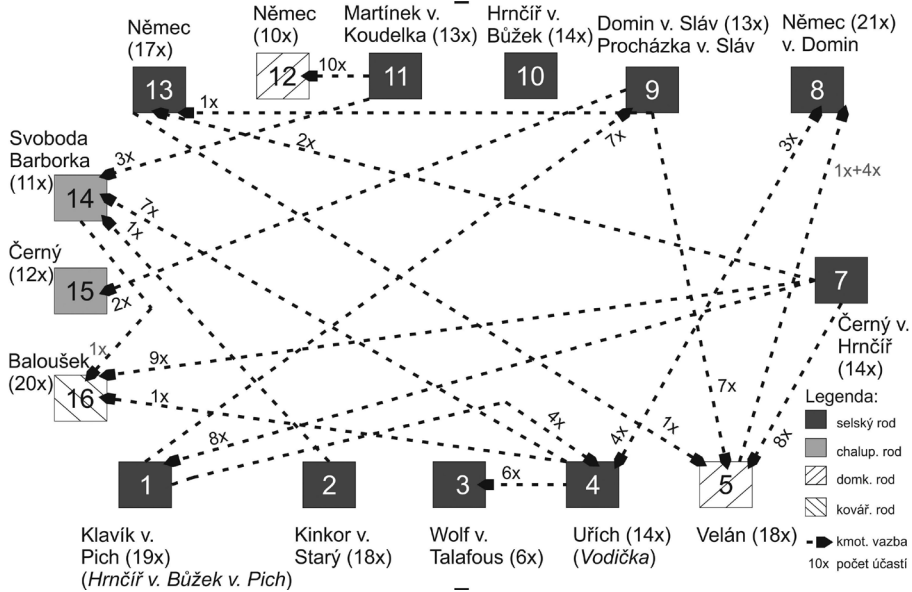 Němec
(17x)
13
Němec
(10x)
12
Martínek v.
Koudelka (13x)
11
Hrnčíř v.
Bůžek (14x)
10
Domin v. Sláv (13x)
Procházka v. Sláv
9
Němec (21x)
v. Domin
8
10x
1x
7x
2x
3x
1x+4x
Svoboda
Barborka
(11x)
14
3x
7x
1x
Černý
(12x)
15
2x
7
Černý v.
Hrnčíř
(14x)
Baloušek
(20x)
16
1x
9x
1x
7x
8x
4x
4x
1x
8x
6x
1
2
3
4
5
Klavík v.
Pich (19x)
(Hrnčíř v. Bůžek v. Pich)
Kinkor v.
Starý (18x)
Wolf v.
Talafous (6x)
Uřích (14x)
(Vodička)
Velán (18x)
Legenda:
selský rod
chalup. rod
domk. rod
kovář. rod
kmot. vazba
10x počet účastí